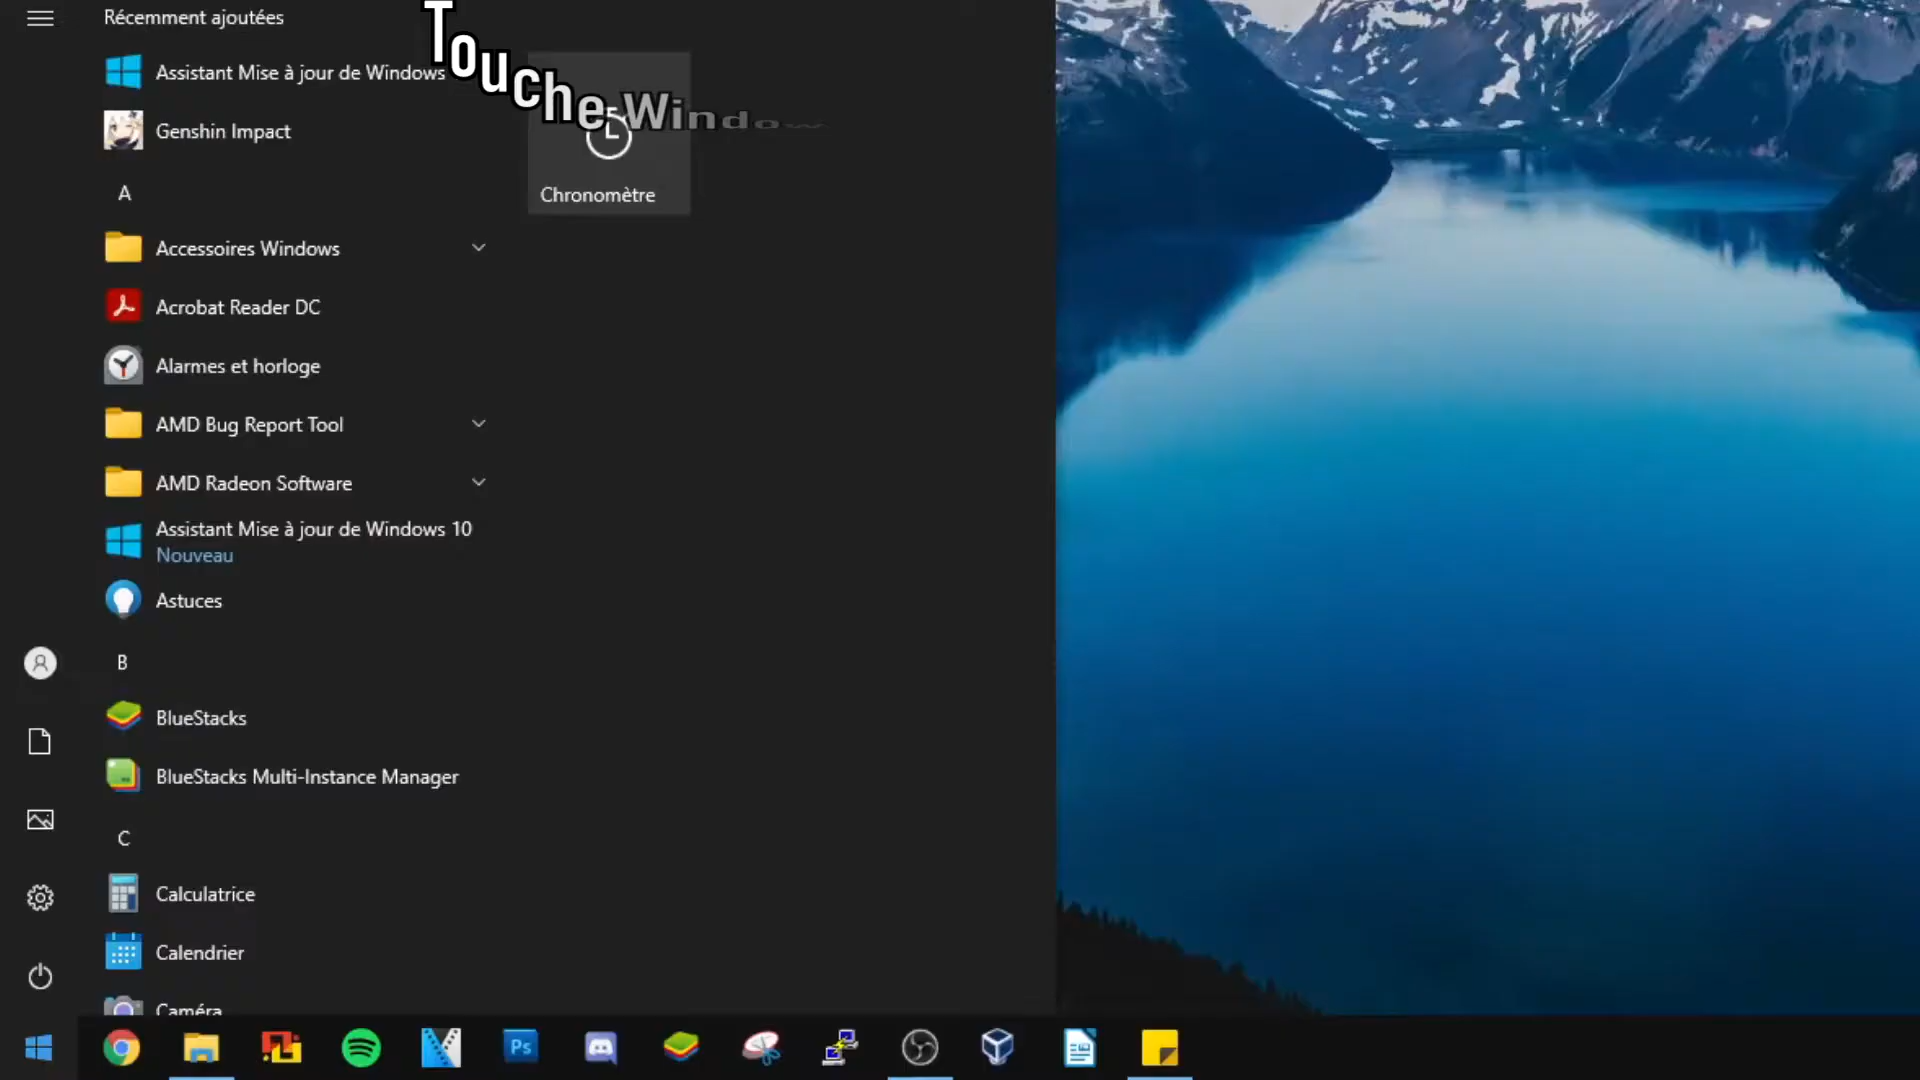 Récemment ajoutées
Touche Window
Assistant Mise à jour de Windows
Genshin Impact
Chronomètre
A
Accessoires Windows
Acrobat Reader DC
Alarmes et horloge
AMD Bug Report Tool
AMD Radeon Software
Assistant Mise à jour de Windows 10
Nouveau
Astuces
B
BlueStacks
BlueStacks Multi-Instance Manager
C
Calculatrice
Calendrier
Caméra
Ps